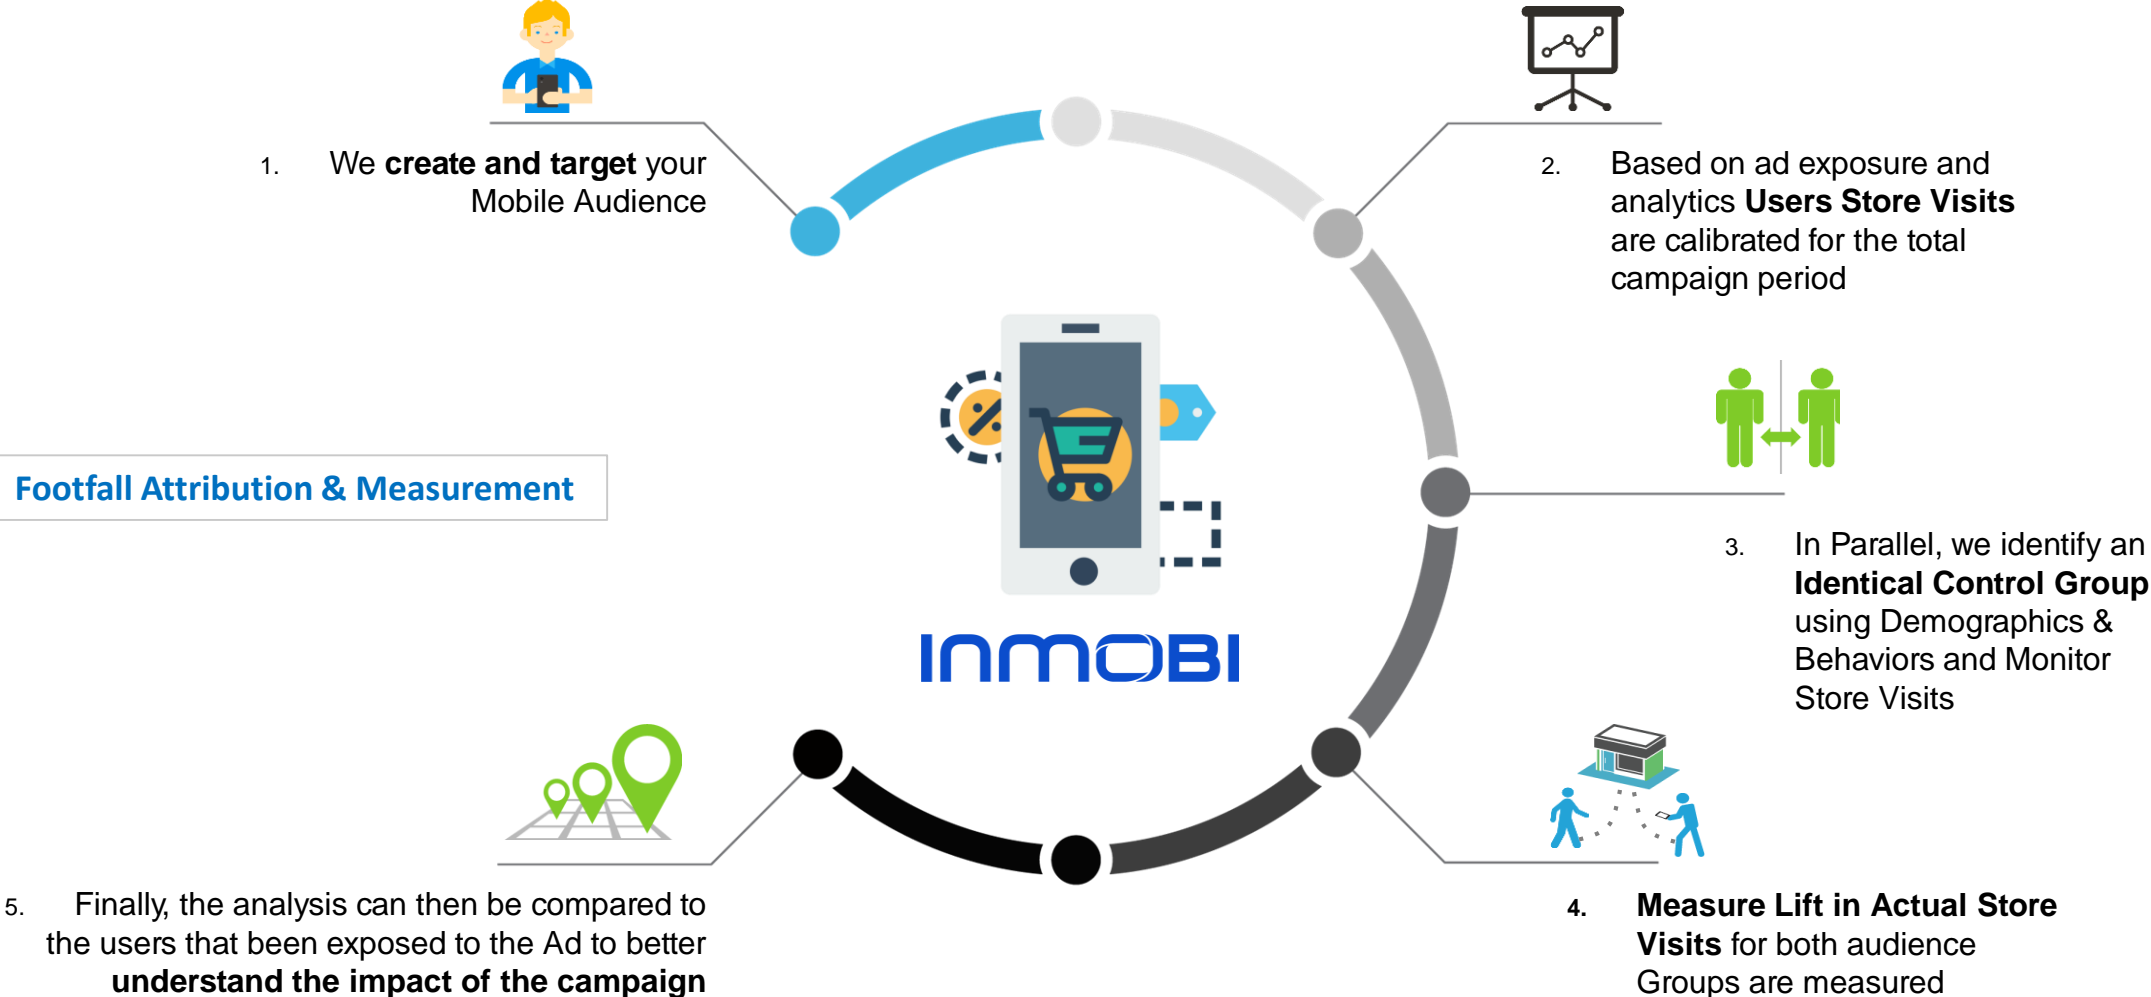 1. We create and target your
Mobile Audience
2. Based on ad exposure and
analytics Users Store Visits
are calibrated for the total
campaign period
Footfall Attribution & Measurement
INMOBI
3. In Parallel, we identify an
Identical Control Group
using Demographics &
Behaviors and Monitor
Store Visits
4. Measure Lift in Actual Store
Visits for both audience
Groups are measured
5. Finally, the analysis can then be compared to
the users that been exposed to the Ad to better
understand the impact of the campaign